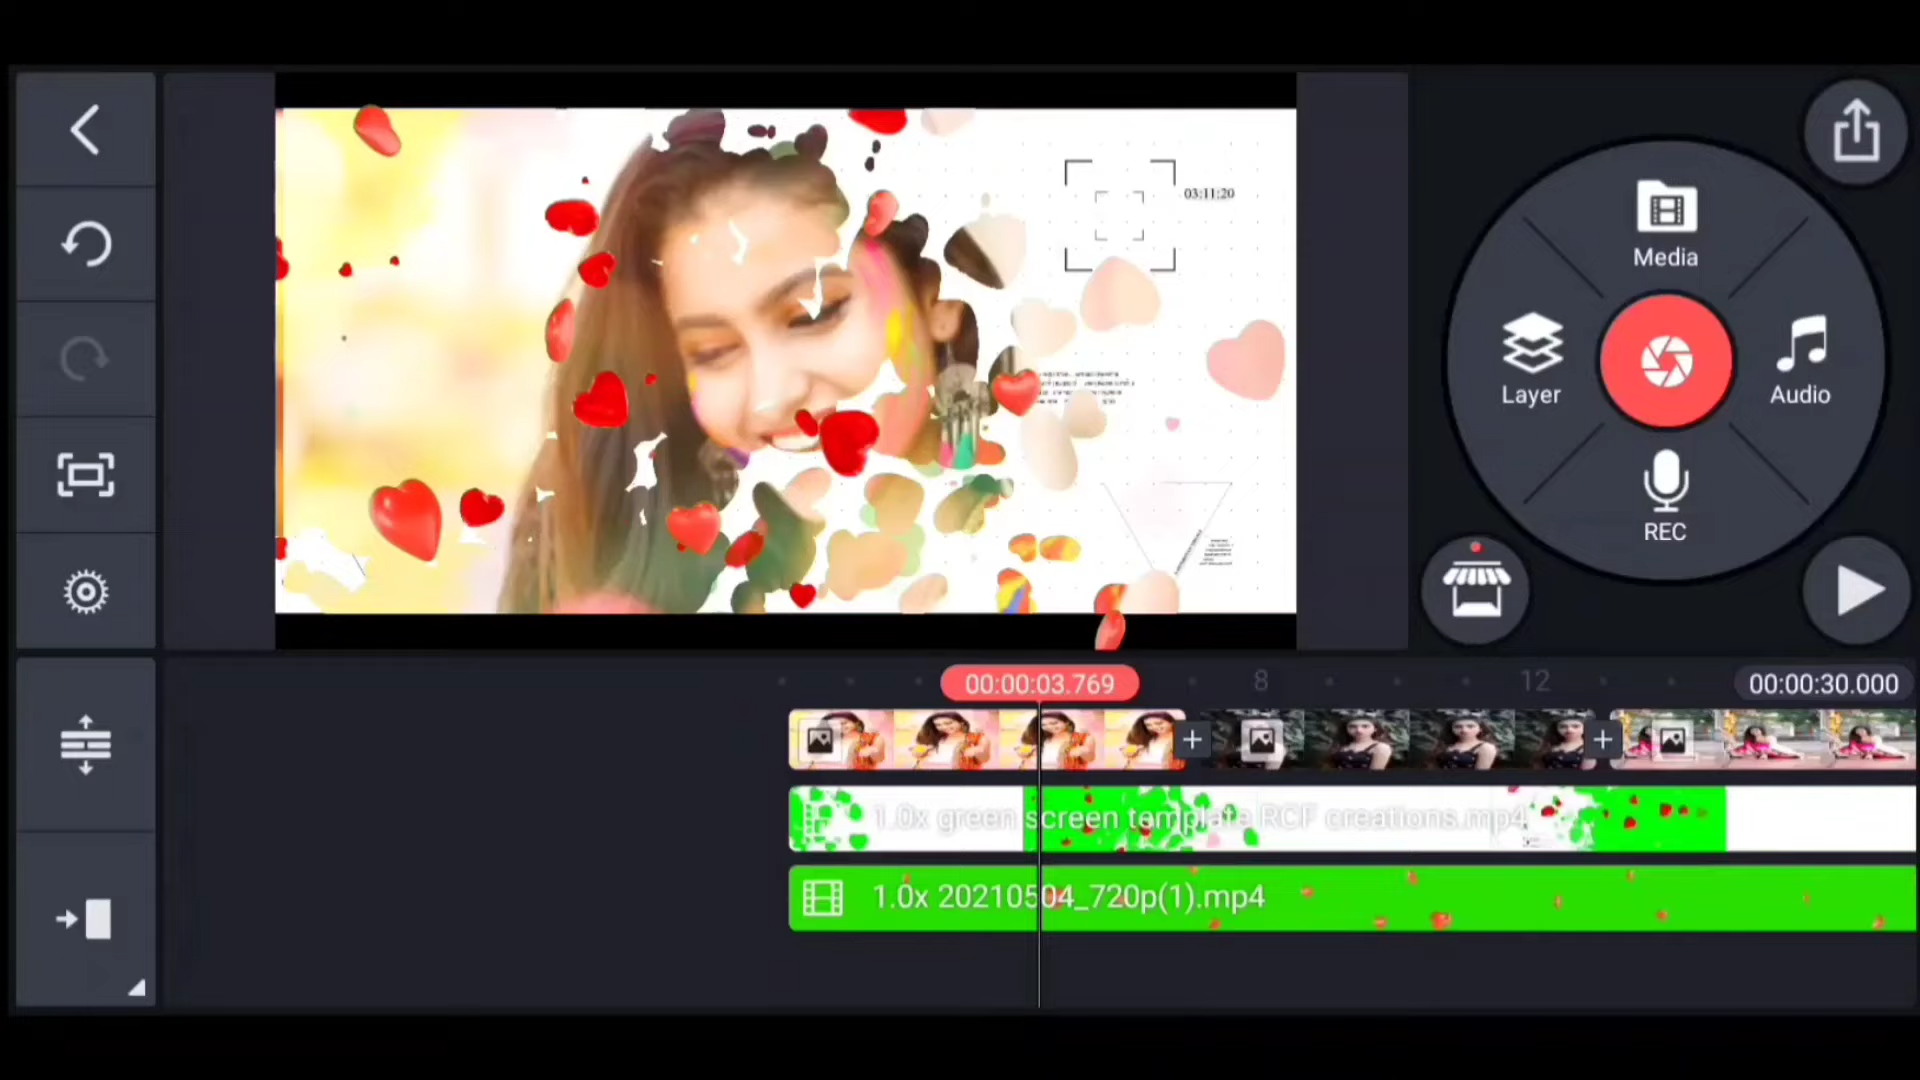 03:11:20
Media
Layer
Audio
REC
00:00:03.769
8
12
00:00:30.000
1.0x green screen template RCF creations.mp4
1.0x 20210504_720p(1).mp4